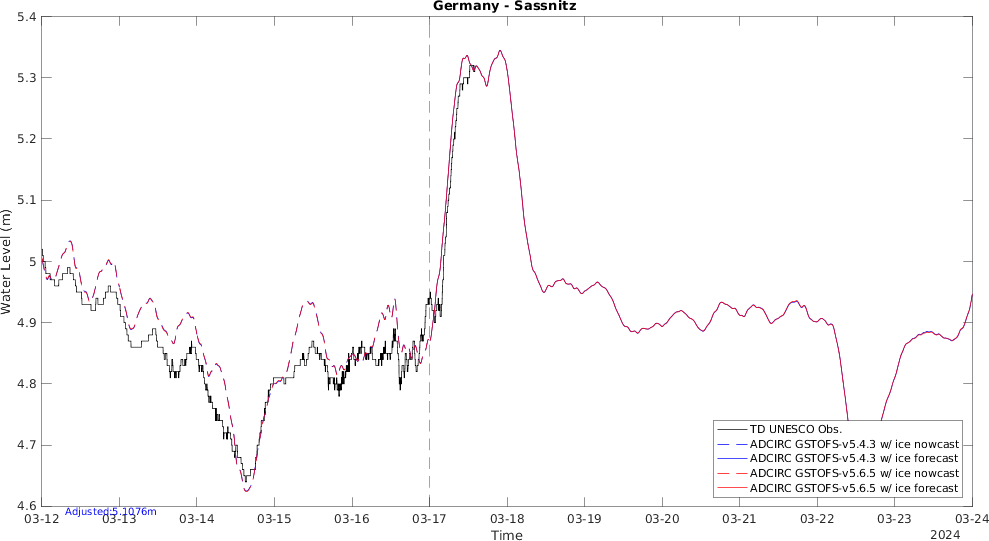 Germany - Sassnitz
5.4
5.3
5.2
5.1
5
4.9
4.8
4.7
4.6
Water Level (m)
TD UNESCO Obs.
ADCIRC GSTOFS-v5.4.3 w/ ice nowcast
ADCIRC GSTOFS-v5.4.3 w/ ice forecast
ADCIRC GSTOFS-v5.6.5 w/ ice nowcast
ADCIRC GSTOFS-v5.6.5 w/ ice forecast
Adjusted:5.1076m
03-12 03-13 03-14 03-15 03-16 03-17 03-18 03-19 03-20 03-21 03-22 03-23 03-24
Time
2024